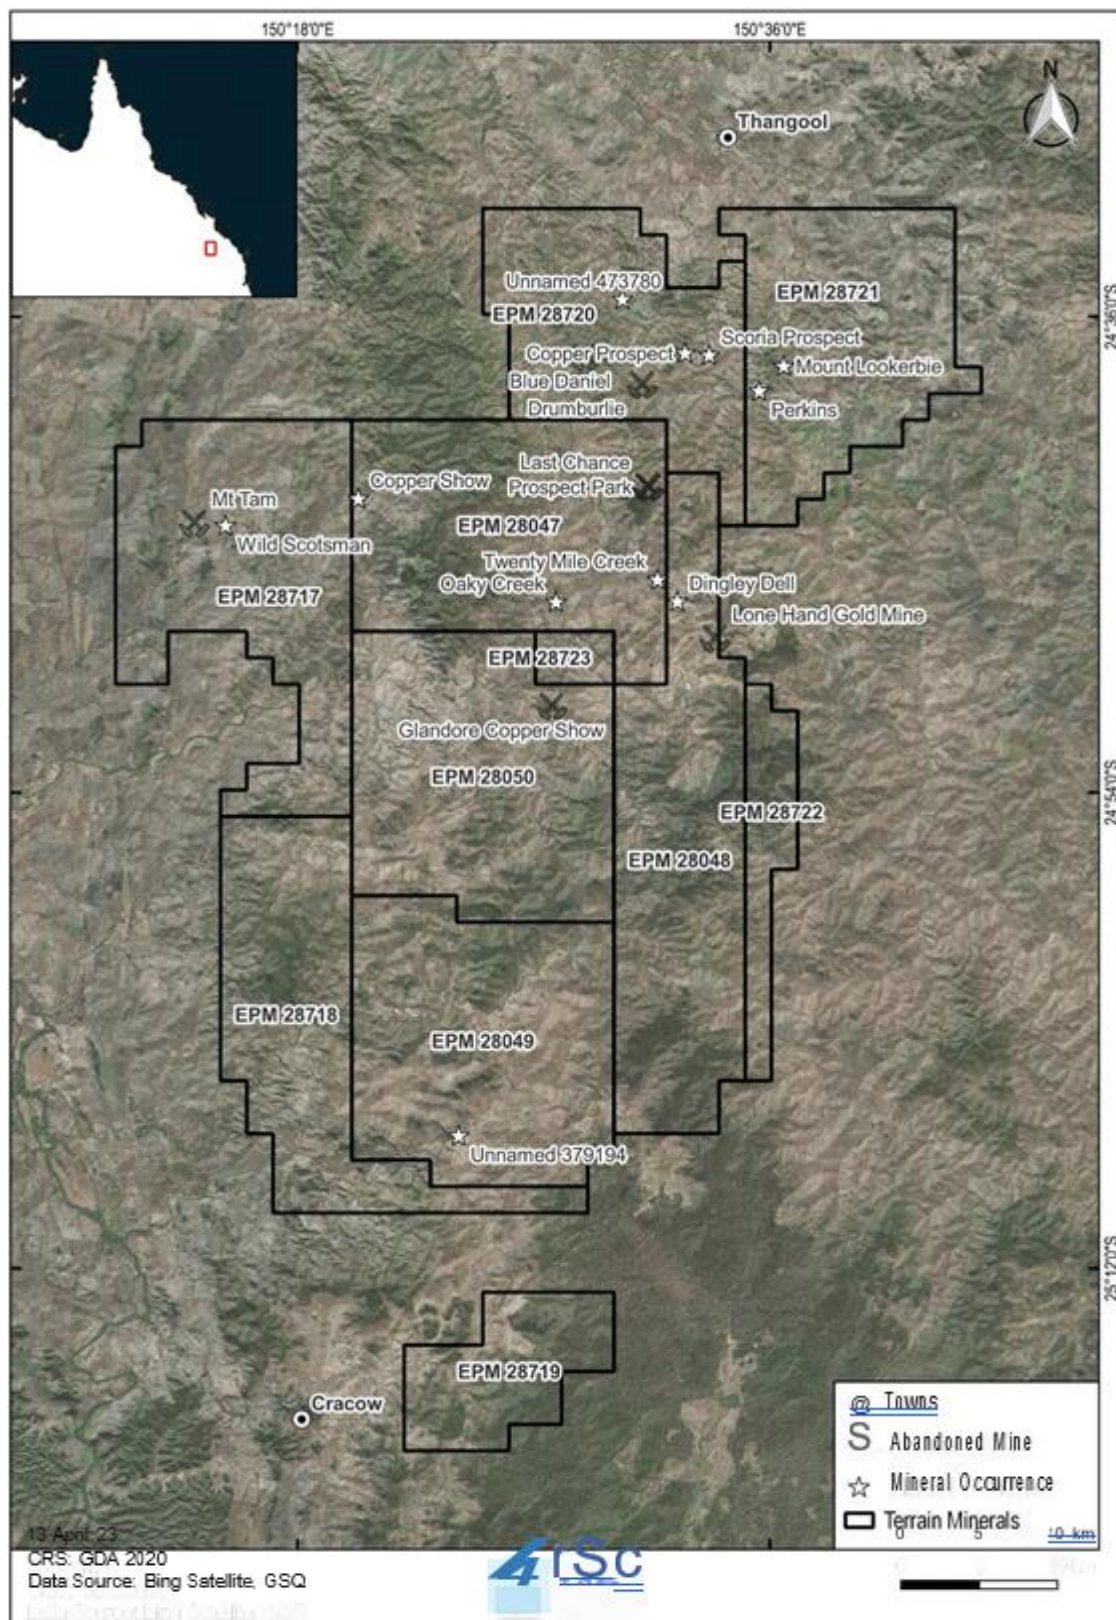 150°18'0"E
150°36'0"E
N
Thangool
Unnamed 473780
EPM 28720
EPM 28721
24°36'0"S
Scoria Prospect
Copper Prospect
Mount Lookerbie
Blue Daniel
Drumburlie
Perkins
Last Chance
Prospect Park
Copper Show
Mt Tam
EPM 28047
Wild Scotsman
Twenty Mile Creek
Oaky Creek
Dingley Dell
EPM 28717
Lone Hand Gold Mine
EPM 28723
Glandore Copper Show
EPM 28050
24°54'0"S
EPM 28722
EPM 28048
EPM 28718
EPM 28049
Unnamed 379194
25°12'0"S
EPM 28719
Cracow
@ Towns
S Abandoned Mine
Mineral Occurrence
Terrain Minerals
0 5 10 km
13 April 23
CRS: GDA 2020
Data Source: Bing Satellite, GSQ
4rSc